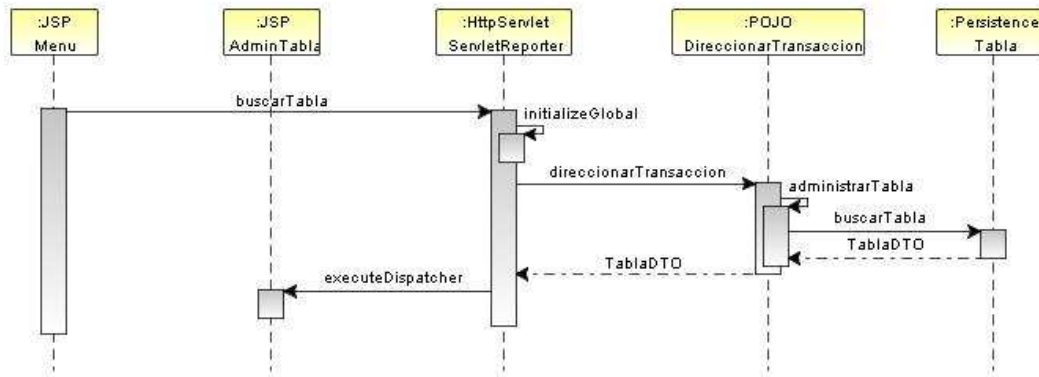 :JSP
Menu
:JSP
AdminTabla
:HttpServlet
ServletReporter
:POJO
DireccionarTransaccion
:Persistence
Tabla
buscarTabla
initializeGlobal
direccionarTransaccion
administrarTabla
buscarTabla
TablaDTO
TablaDTO
executeDispatcher